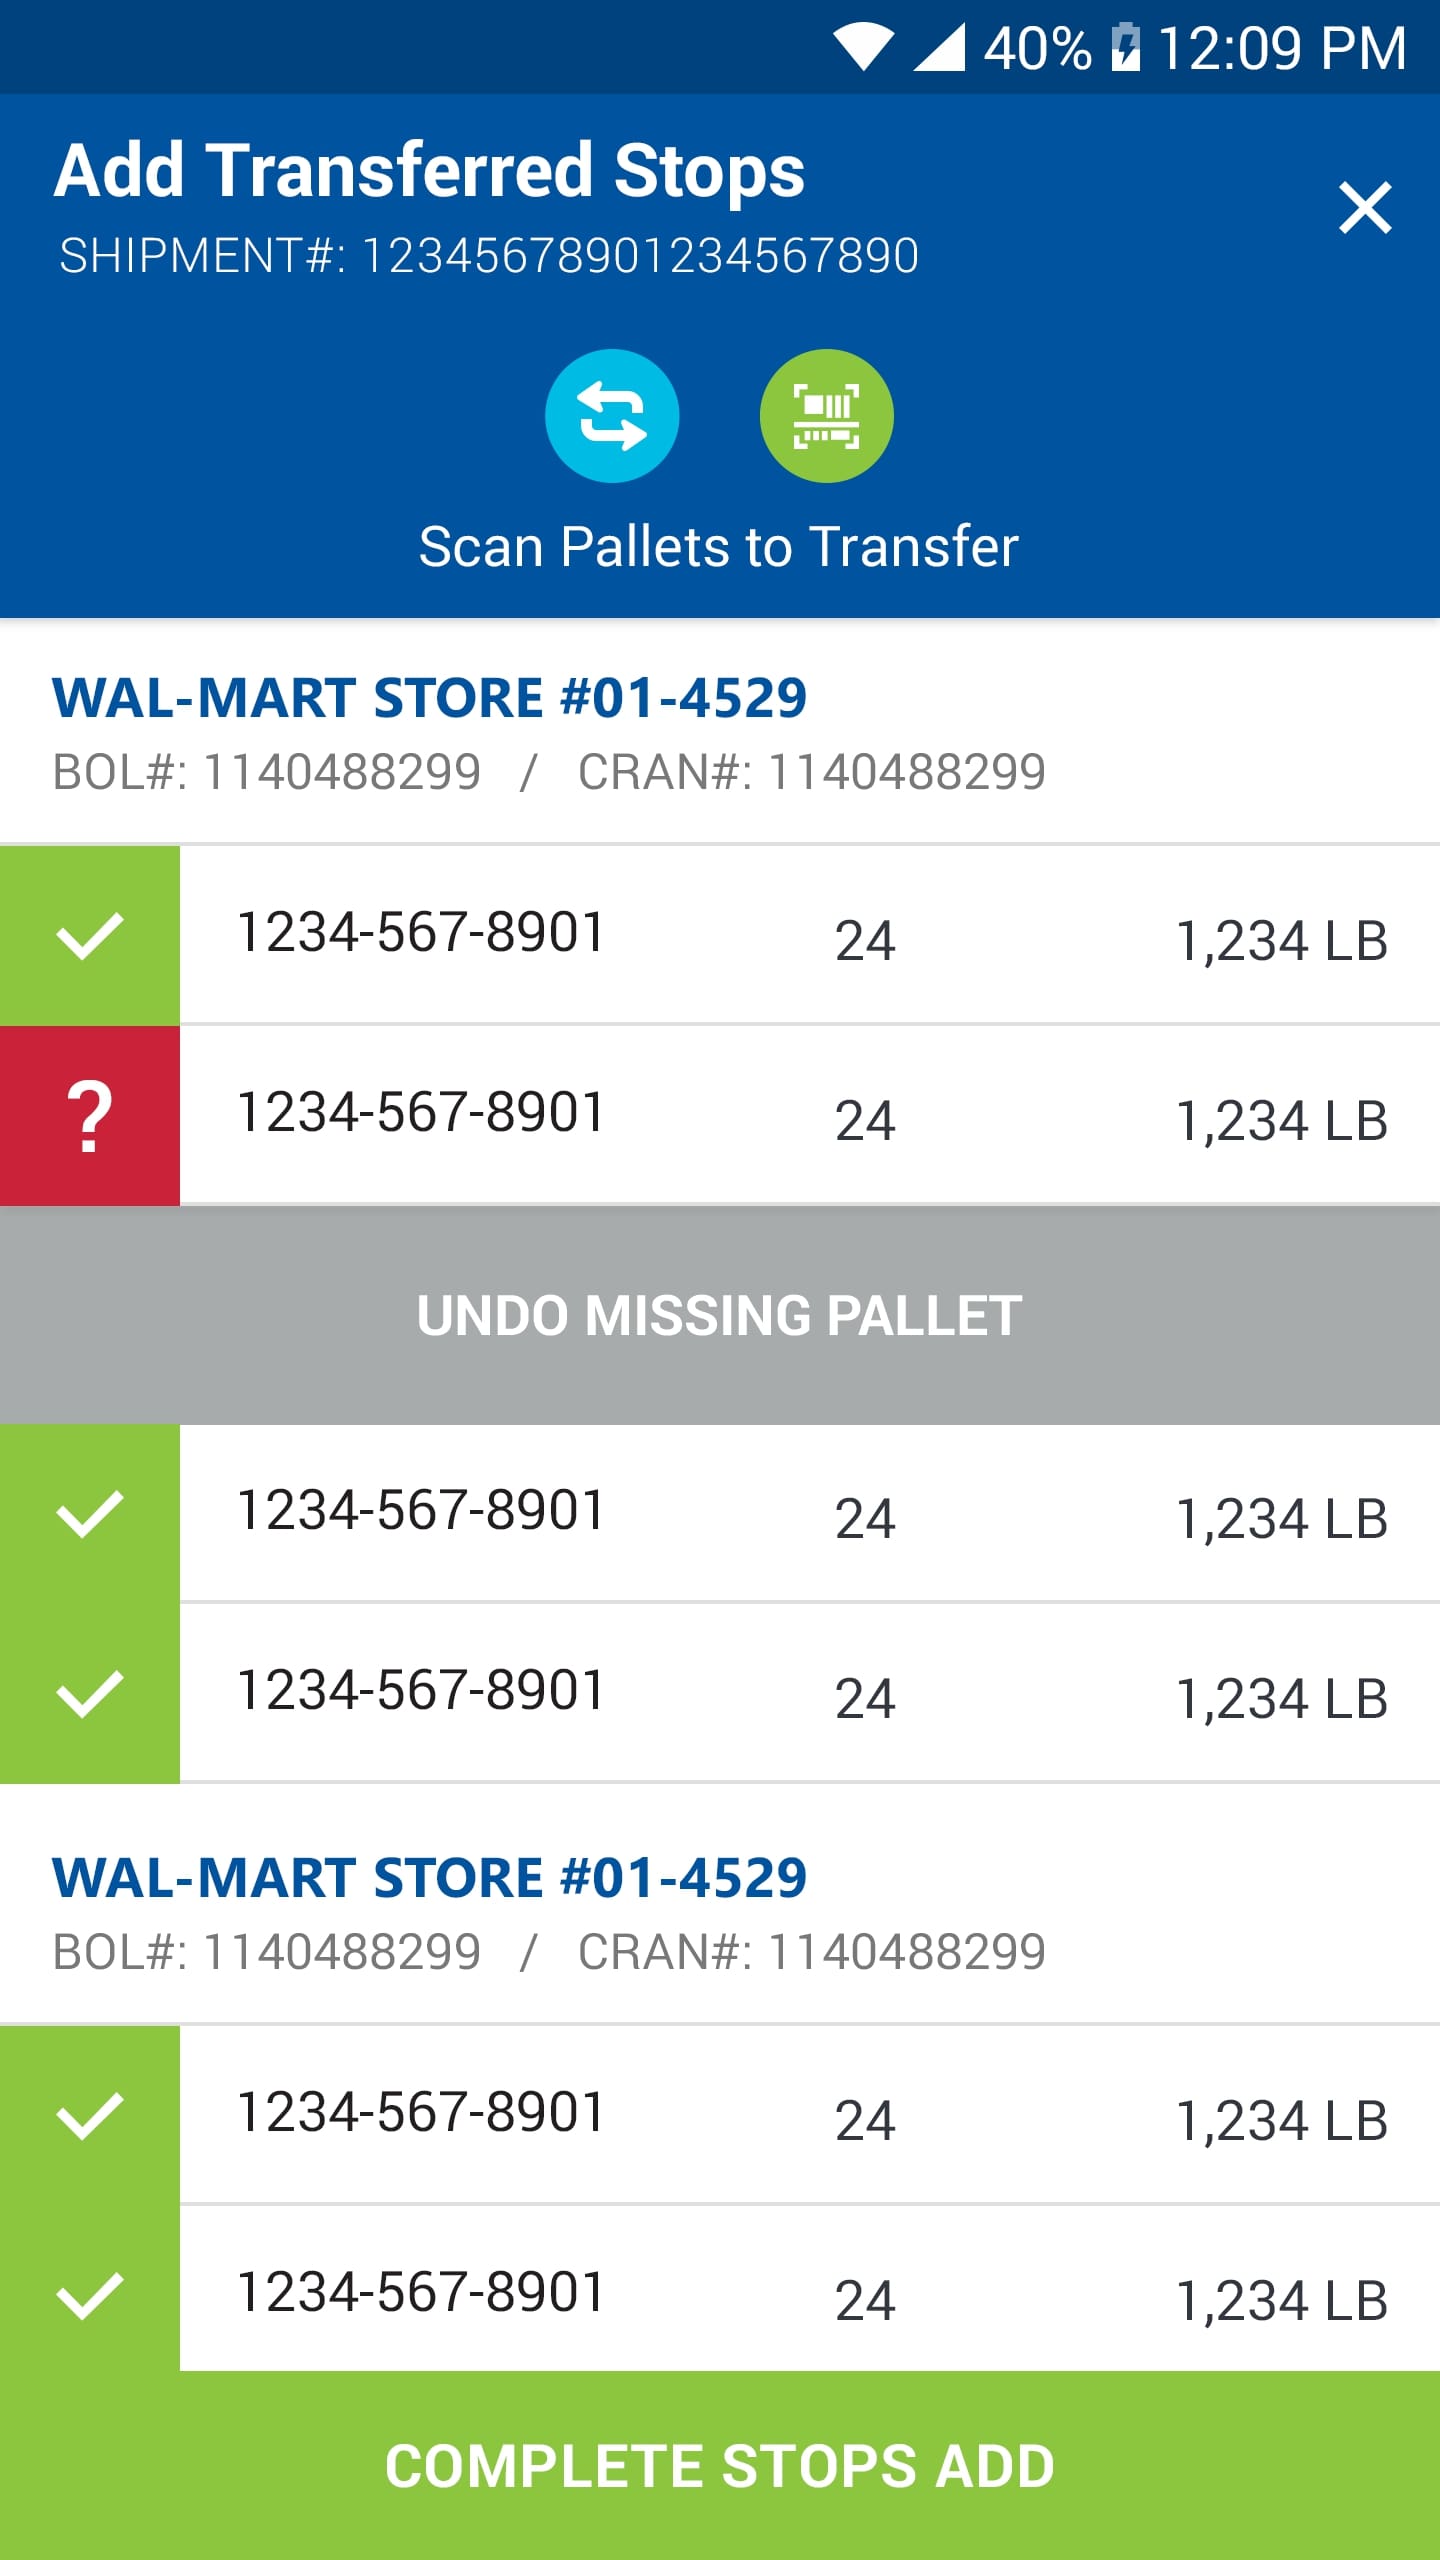 40% 12:09 PM
Add Transferred Stops
SHIPMENT#: 12345678901234567890
Scan Pallets to Transfer
WAL-MART STORE #01-4529
BOL#: 1140488299 / CRAN#: 1140488299
1234-567-8901 24 1,234 LB
? 1234-567-8901 24 1,234 LB
UNDO MISSING PALLET
1234-567-8901 24 1,234 LB
1234-567-8901 24 1,234 LB
WAL-MART STORE #01-4529
BOL#: 1140488299 / CRAN#: 1140488299
1234-567-8901 24 1,234 LB
1234-567-8901 24 1,234 LB
COMPLETE STOPS ADD